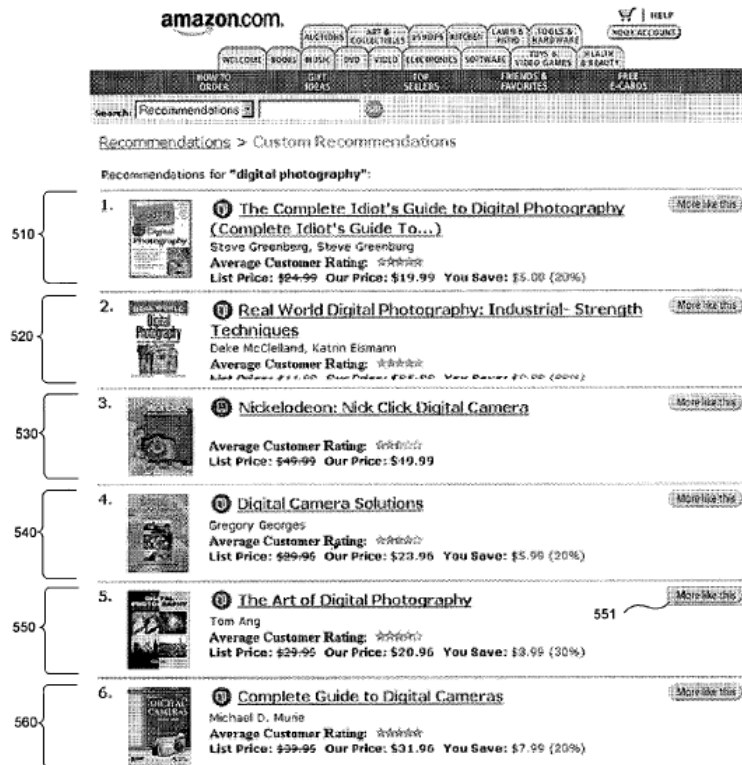 amazon.com.
HELP
YOUR ACCOUNT
AUCTIONS ART & COLLECTIBLES zSHOPS KITCHEN LAWN & PATIO TOOLS & HARDWARE
WELCOME BOOKS MUSIC DVD VIDEO ELECTRONICS SOFTWARE TOYS & VIDEO GAMES HEALTH & BEAUTY
HOW TO ORDER GIFT IDEAS TOP SELLERS FRIENDS & FAVORITES FREE E-CARDS
Search: Recommendations
Recommendations > Custom Recommendations
Recommendations for "digital photography":
510
1. The Complete Idiot's Guide to Digital Photography More like this
(Complete Idiot's Guide To...)
Steve Greenberg, Steve Greenburg
Average Customer Rating:
List Price: $24.99 Our Price: $19.99 You Save: $5.00 (20%)
520
2. Real World Digital Photography: Industrial- Strength More like this
Techniques
Deke McClelland, Katrin Eismann
Average Customer Rating:
530
3. Nickelodeon: Nick Click Digital Camera More like this
Average Customer Rating:
List Price: $49.99 Our Price: $49.99
540
4. Digital Camera Solutions More like this
Gregory Georges
Average Customer Rating:
List Price: $29.95 Our Price: $23.96 You Save: $5.99 (20%)
550
5. The Art of Digital Photography 551 More like this
Tom Ang
Average Customer Rating:
List Price: $29.95 Our Price: $20.96 You Save: $8.99 (30%)
560
6. Complete Guide to Digital Cameras More like this
Michael D. Murie
Average Customer Rating:
List Price: $39.95 Our Price: $31.96 You Save: $7.99 (20%)